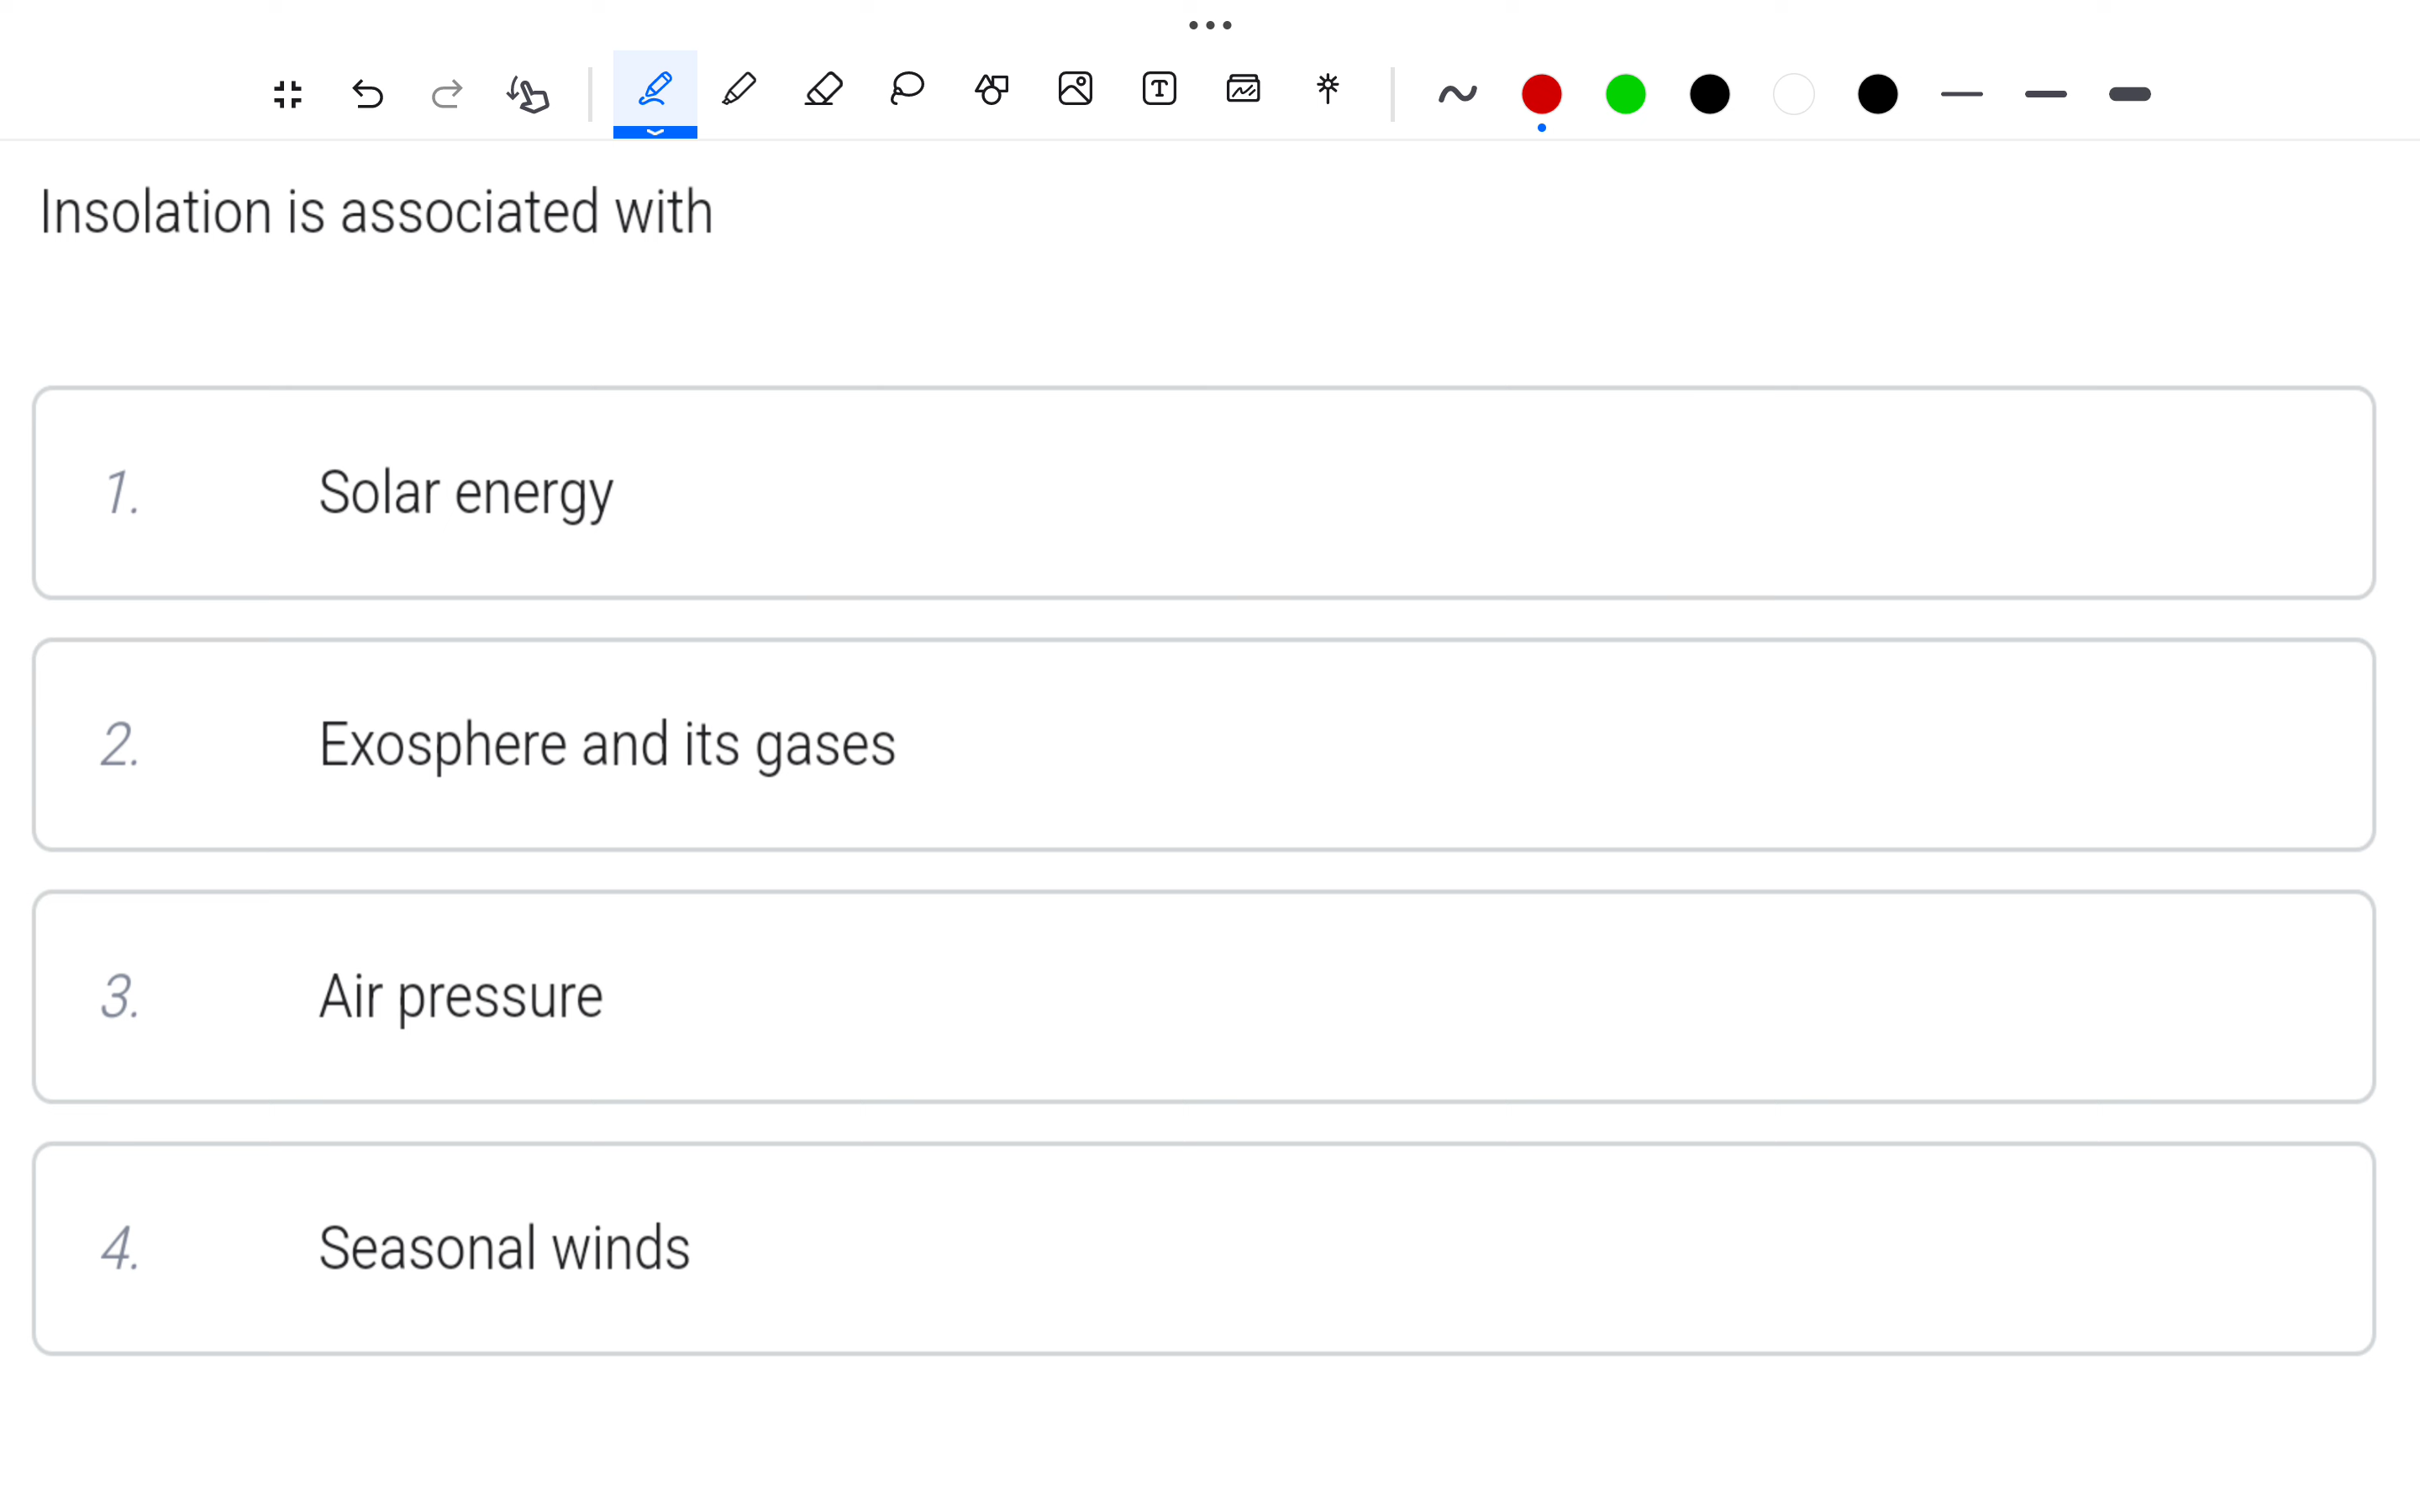 Insolation is associated with
1. Solar energy
2. Exosphere and its gases
3. Air pressure
4. Seasonal winds